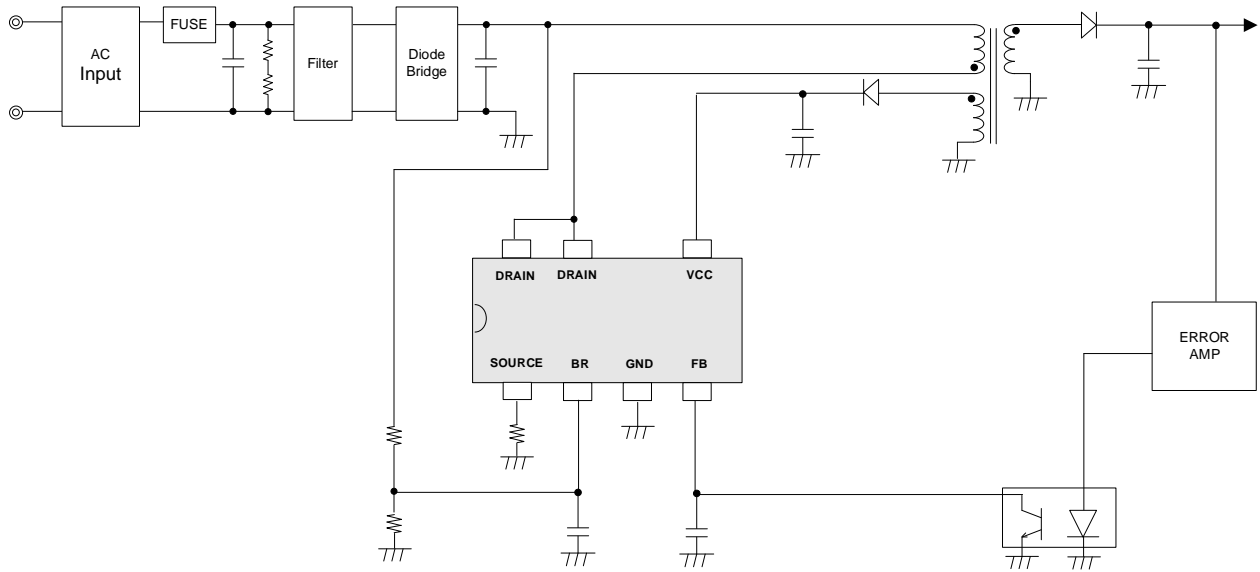 FUSE
AC
Input
Filter
Diode
Bridge
DRAIN
DRAIN
VCC
SOURCE
BR
GND
FB
ERROR
AMP